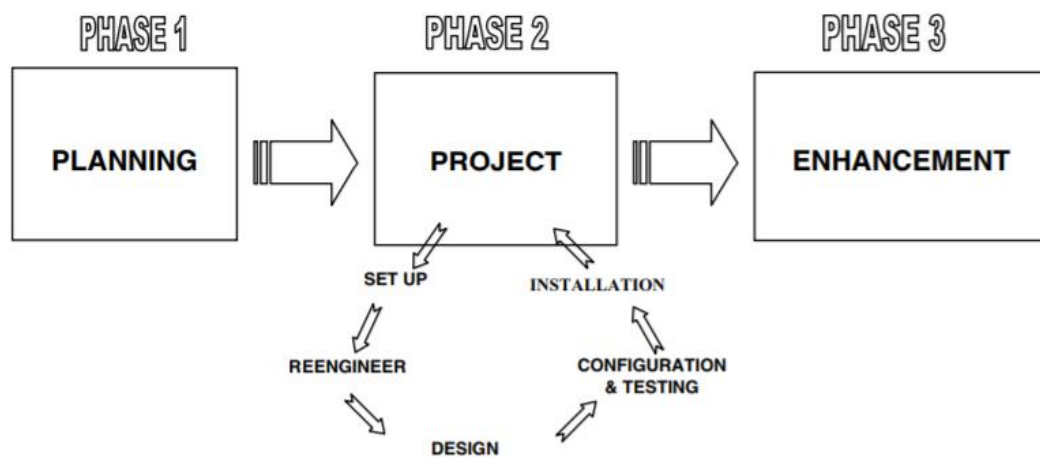 PHASE 1
PHASE 2
PHASE 3
PLANNING
PROJECT
ENHANCEMENT
SET UP
INSTALLATION
REENGINEER
CONFIGURATION
& TESTING
DESIGN